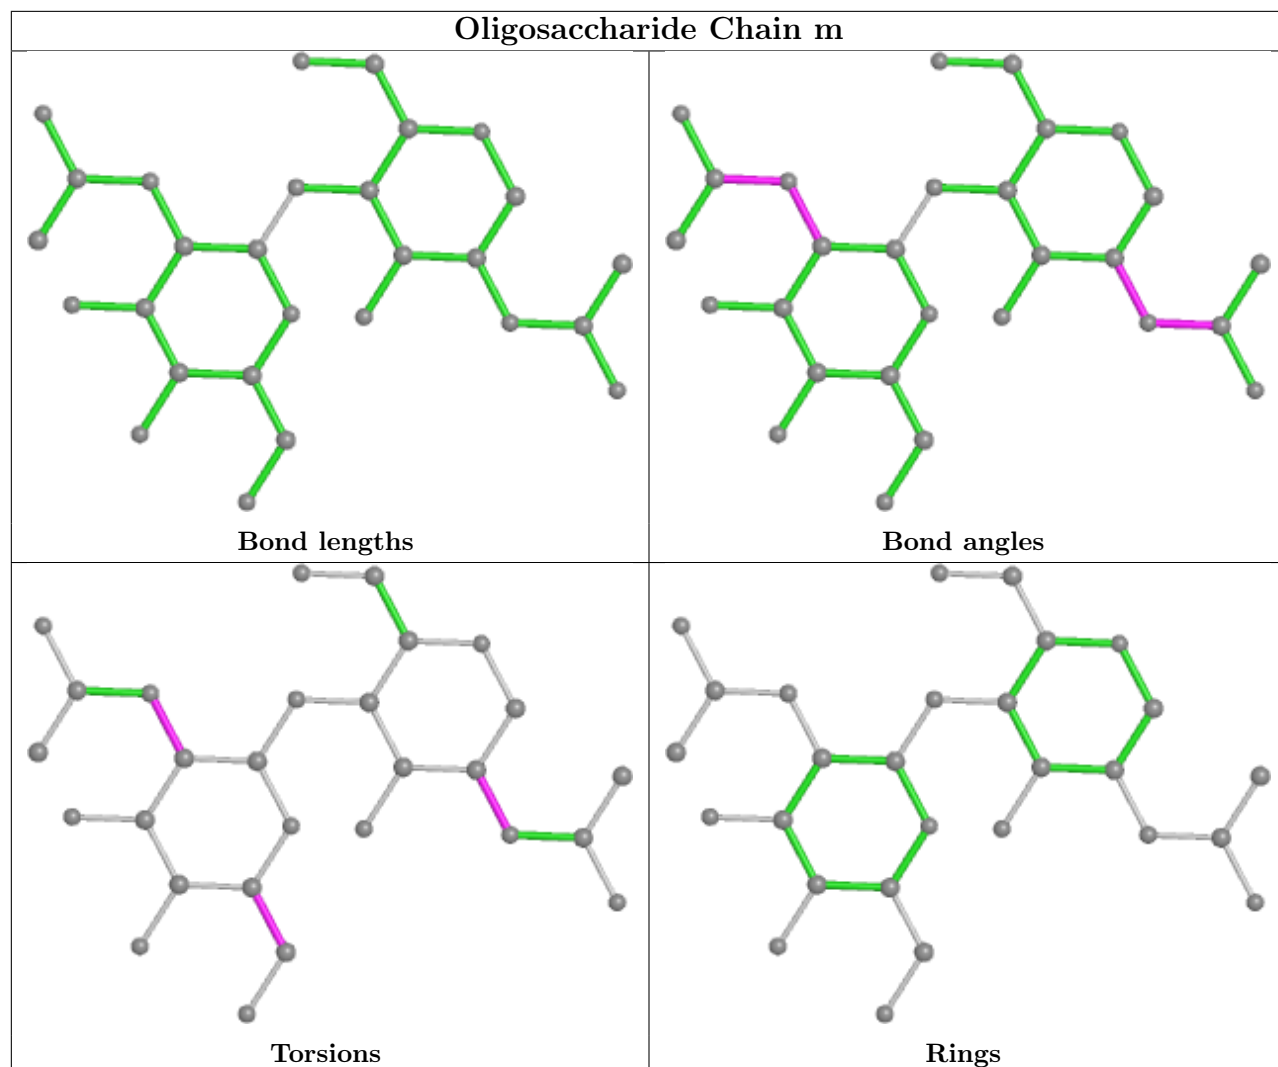 Oligosaccharide Chain m
Bond lengths
Bond angles
Torsions
Rings